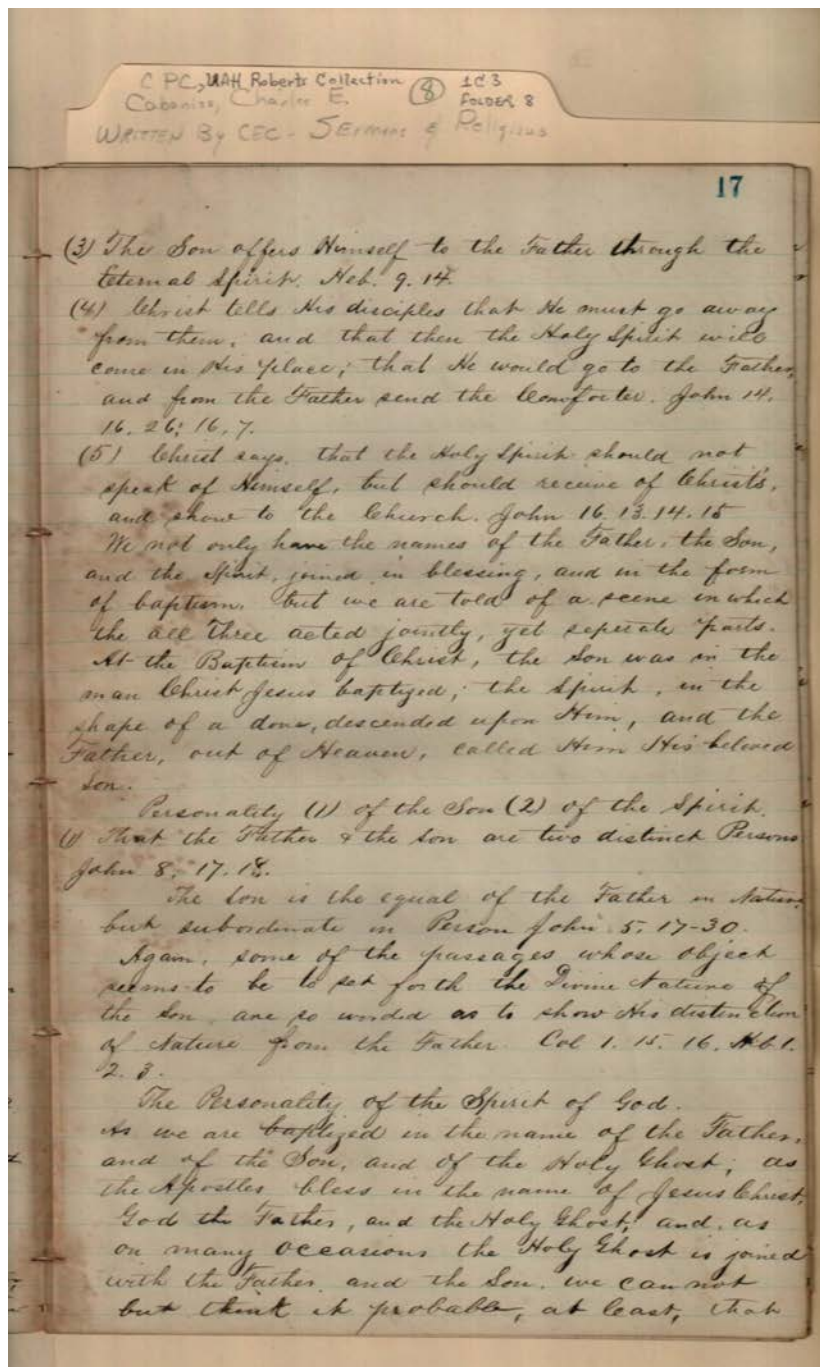 C PC, UAH Roberts Collection 8 1C3
Cabaniss, Charles E. FOLDER 8
WRITTEN By CEC - SERMONS & Religious
17
(3) The Son offers Himself to the Father through the
Eternal Spirit. Heb. 9. 14.
(4) Christ tells His disciples that He must go away
from them, and that then the Holy Spirit will
come in His place; that He would go to the Father,
and from the Father send the Comforter. John 14.
16. 26; 16. 7.
(5) Christ says, that the Holy Spirit should not
speak of Himself, but should receive of Christ's,
and show to the Church. John 16. 13. 14. 15
We not only have the names of the Father, the Son,
and the Spirit, joined in blessing, and in the form
of baptism, but we are told of a scene in which
the all three acted jointly, yet seperate parts.
At the Baptism of Christ, the Son was in the
man Christ Jesus baptized; the Spirit, in the
shape of a dove, descended upon Him, and the
Father, out of Heaven, called Him His beloved
Son.
Personality (1) of the Son (2) of the Spirit.
(1) That the Father & the Son are two distinct Persons
John 8. 17. 18.
The Son is the equal of the Father in Nature,
but subordinate in Person John 5. 17-30.
Again, some of the passages whose object
seems to be to set forth the Divine Nature of
the Son, are so worded as to show His distinction
of Nature from the Father. Col 1. 15. 16. Heb 1.
2. 3.
The Personality of the Spirit of God.
As we are baptized in the name of the Father,
and of the Son, and of the Holy Ghost; as
the Apostles bless in the name of Jesus Christ,
God the Father, and the Holy Ghost; and, as
on many occasions the Holy Ghost is joined
with the Father, and the Son, we can not
but think it probable, at least, that